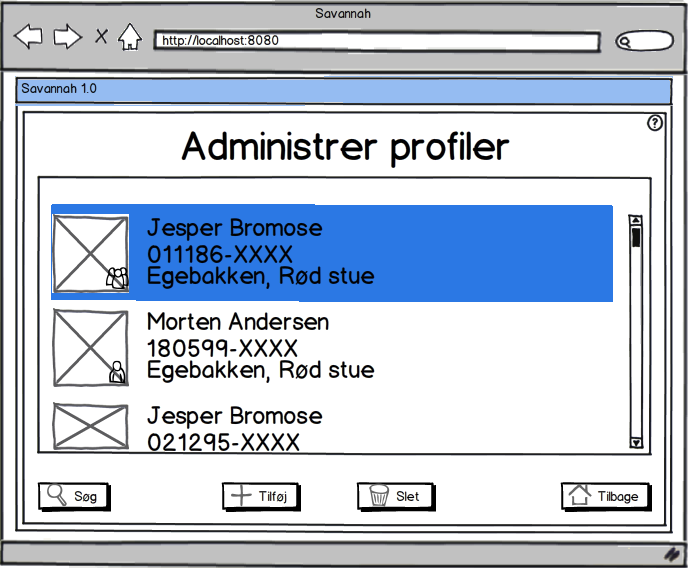 Savannah
http://localhost:8080
Savannah 1.0
?
Administrer profiler
Jesper Bromose
011186-XXXX
Egebakken, Rød stue
Morten Andersen
180599-XXXX
Egebakken, Rød stue
Jesper Bromose
021295-XXXX
Søg
Tilføj
Slet
Tilbage